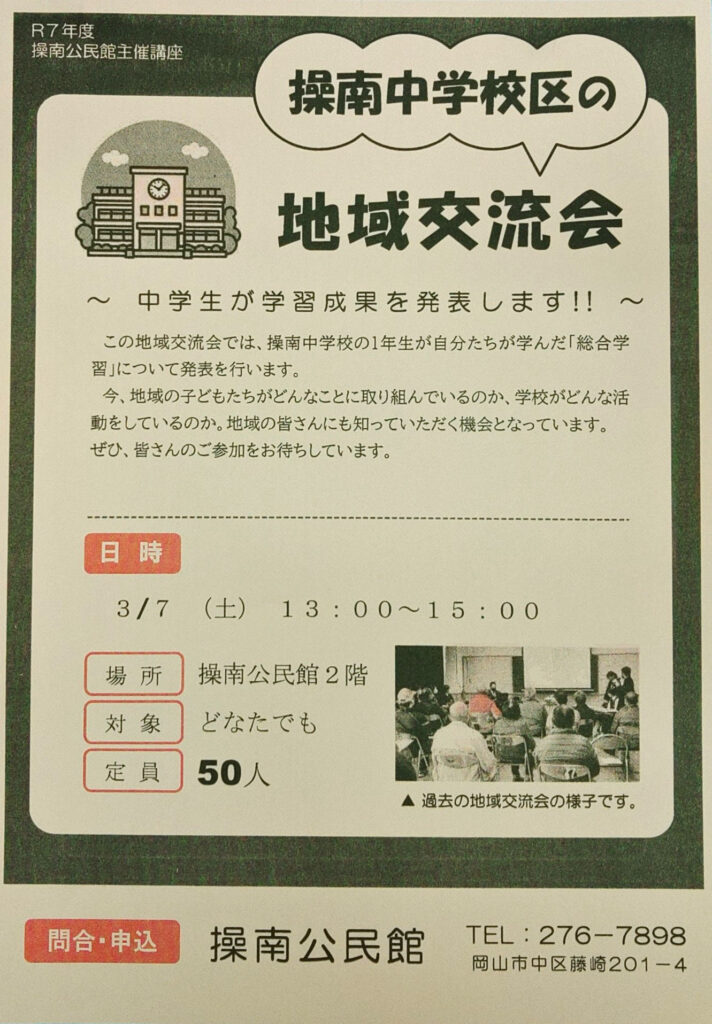 R7年度
操南公民館主催講座
操南中学校区の
地域交流会
～ 中学生が学習成果を発表します!! ～
この地域交流会では、操南中学校の1年生が自分たちが学んだ「総合学
習」について発表を行います。
今、地域の子どもたちがどんなことに取り組んでいるのか、学校がどんな活
動をしているのか。地域の皆さんにも知っていただく機会となっています。
ぜひ、皆さんのご参加をお待ちしています。
日時
3/7 （土） 13：00～15：00
場所 操南公民館2階
対象 どなたでも
定員 50人
▲ 過去の地域交流会の様子です。
問合・申込 操南公民館
TEL：276－7898
岡山市中区藤崎201－4